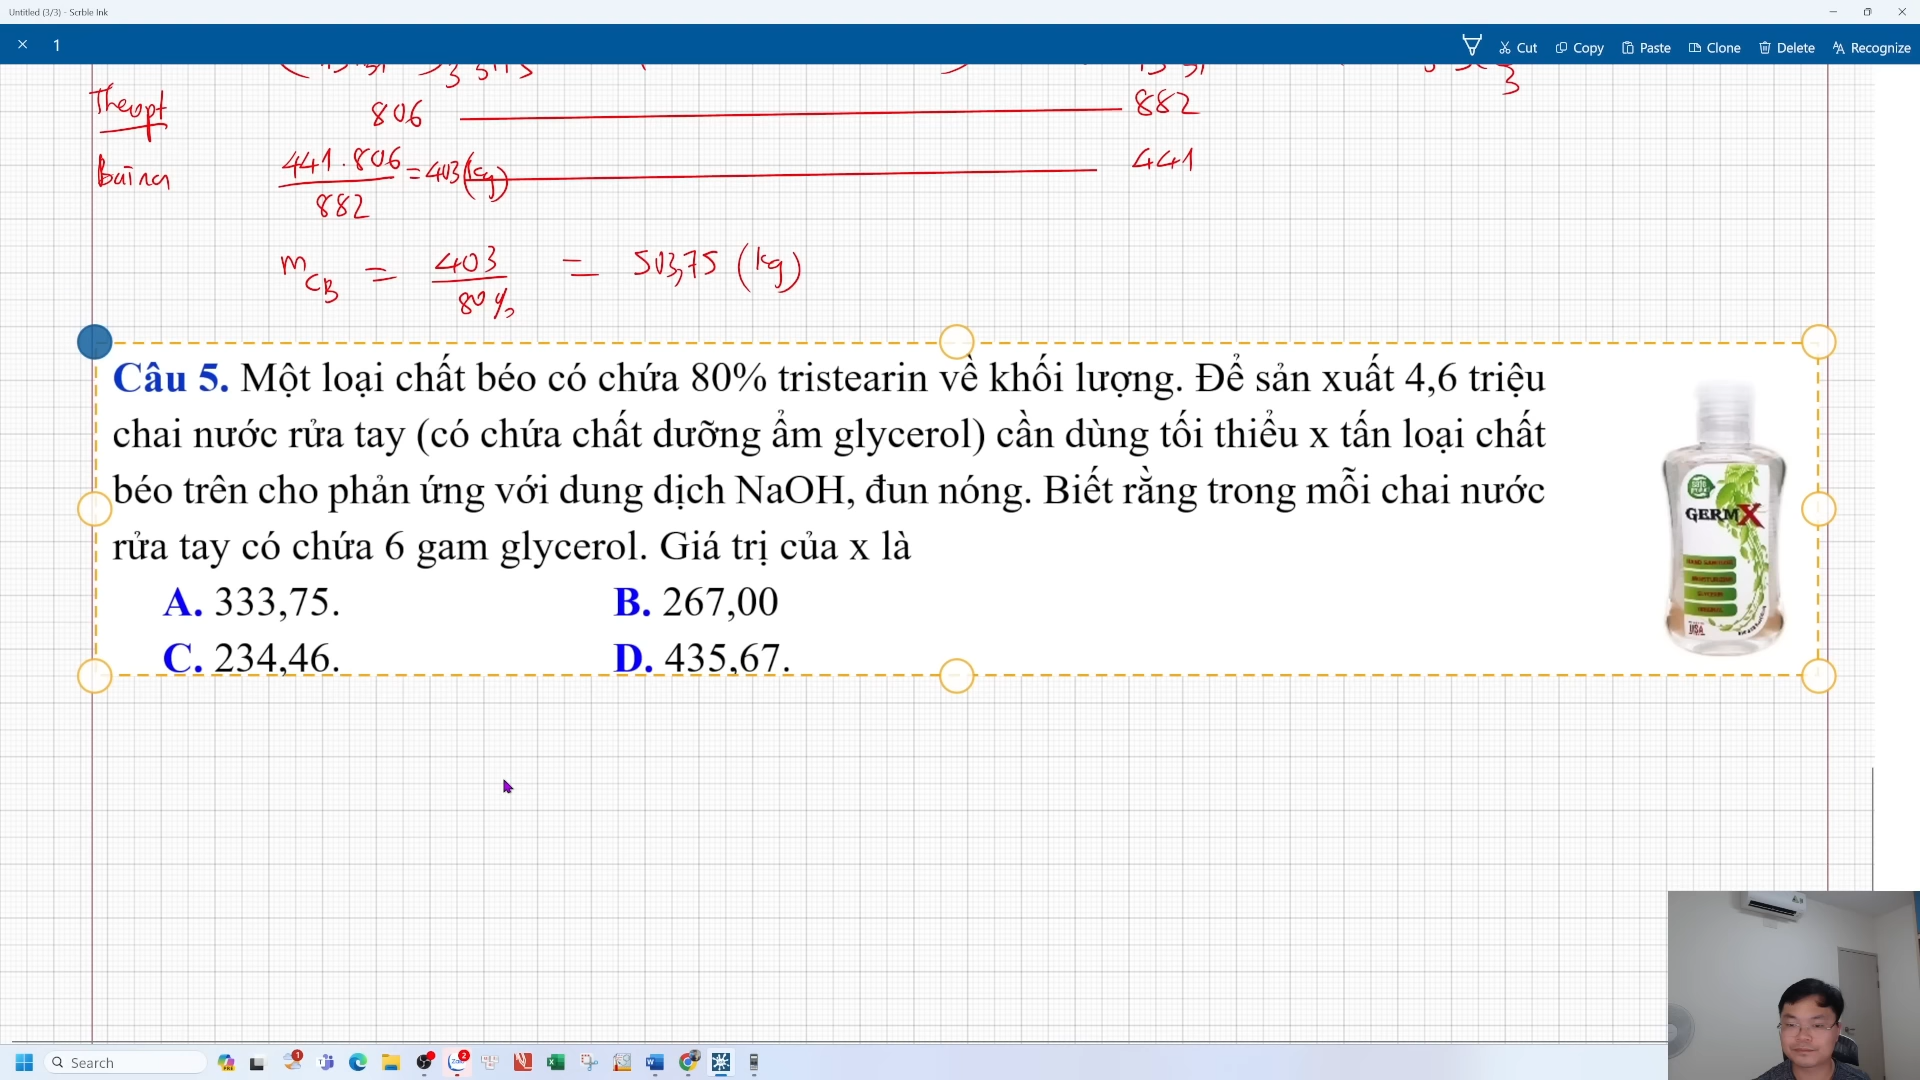 Untitled (3/3) - Scrble Ink
1
Cut Copy Paste Clone Delete Recognize
Theo pt 806 882
Bài ra 441.806 / 882 = 403 (kg) 441
m CB = 403 / 80% = 503,75 (kg)
Câu 5. Một loại chất béo có chứa 80% tristearin về khối lượng. Để sản xuất 4,6 triệu
chai nước rửa tay (có chứa chất dưỡng ẩm glycerol) cần dùng tối thiểu x tấn loại chất
béo trên cho phản ứng với dung dịch NaOH, đun nóng. Biết rằng trong mỗi chai nước
rửa tay có chứa 6 gam glycerol. Giá trị của x là
A. 333,75. B. 267,00
C. 234,46. D. 435,67.
GERMX
USA
Search